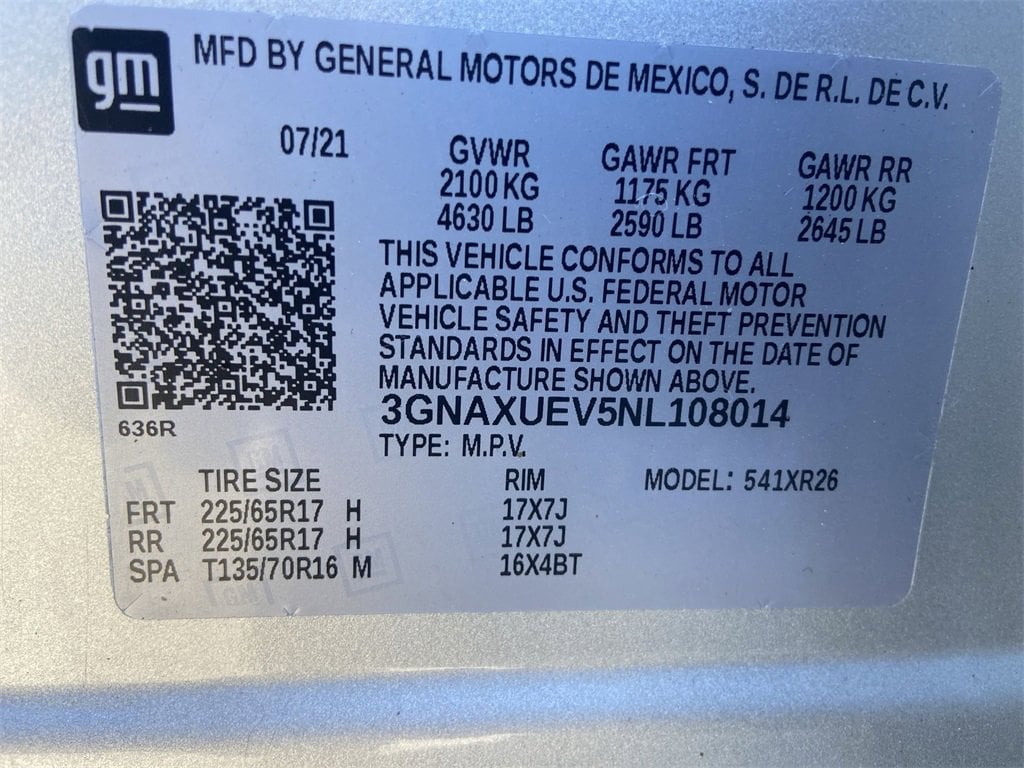 gm
MFD BY GENERAL MOTORS DE MEXICO, S. DE R.L. DE C.V.
07/21 GVWR GAWR FRT GAWR RR
2100 KG 1175 KG 1200 KG
4630 LB 2590 LB 2645 LB
THIS VEHICLE CONFORMS TO ALL
APPLICABLE U.S. FEDERAL MOTOR
VEHICLE SAFETY AND THEFT PREVENTION
STANDARDS IN EFFECT ON THE DATE OF
MANUFACTURE SHOWN ABOVE.
3GNAXUEV5NL108014
636R
TYPE: M.P.V.
TIRE SIZE RIM MODEL: 541XR26
FRT 225/65R17 H 17X7J
RR 225/65R17 H 17X7J
SPA T135/70R16 M 16X4BT